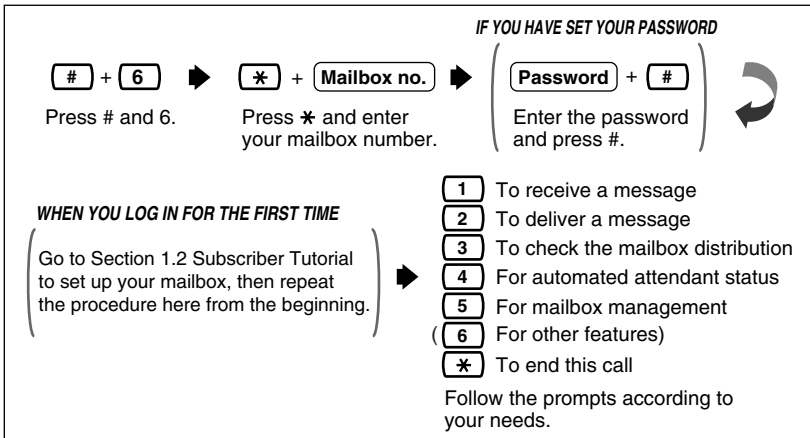 IF YOU HAVE SET YOUR PASSWORD
# + 6
Press # and 6.
* + Mailbox no.
Press * and enter
your mailbox number.
Password + #
Enter the password
and press #.
WHEN YOU LOG IN FOR THE FIRST TIME
Go to Section 1.2 Subscriber Tutorial
to set up your mailbox, then repeat
the procedure here from the beginning.
1 To receive a message
2 To deliver a message
3 To check the mailbox distribution
4 For automated attendant status
5 For mailbox management
(6 For other features)
* To end this call
Follow the prompts according to
your needs.